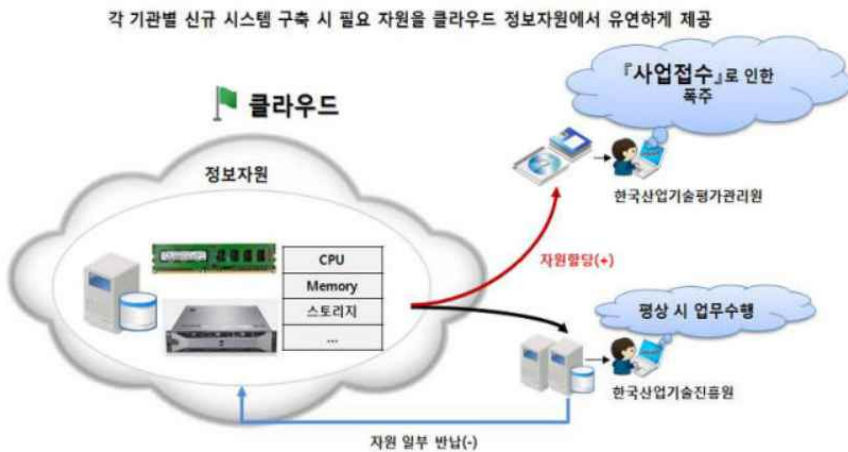 각 기관별 신규 시스템 구축 시 필요 자원을 클라우드 정보자원에서 유연하게 제공
『사업접수』로 인한
폭주
클라우드
정보자원
한국산업기술평가관리원
CPU
Memory
스토리지
...
자원할당(+)
평상 시 업무수행
한국산업기술진흥원
자원 일부 반납(-)